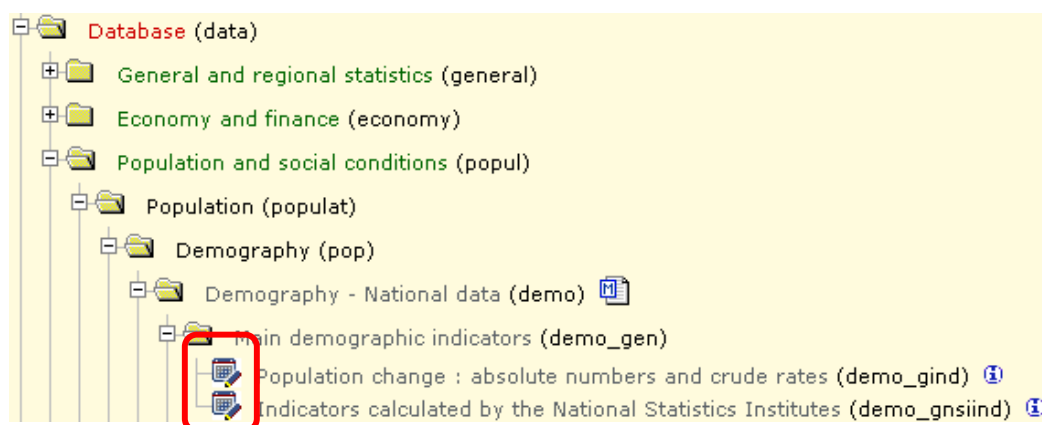 Database (data)
General and regional statistics (general)
Economy and finance (economy)
Population and social conditions (popul)
Population (populat)
Demography (pop)
Demography - National data (demo) M
Main demographic indicators (demo_gen)
Population change : absolute numbers and crude rates (demo_gind) i
Indicators calculated by the National Statistics Institutes (demo_gnsiind) i